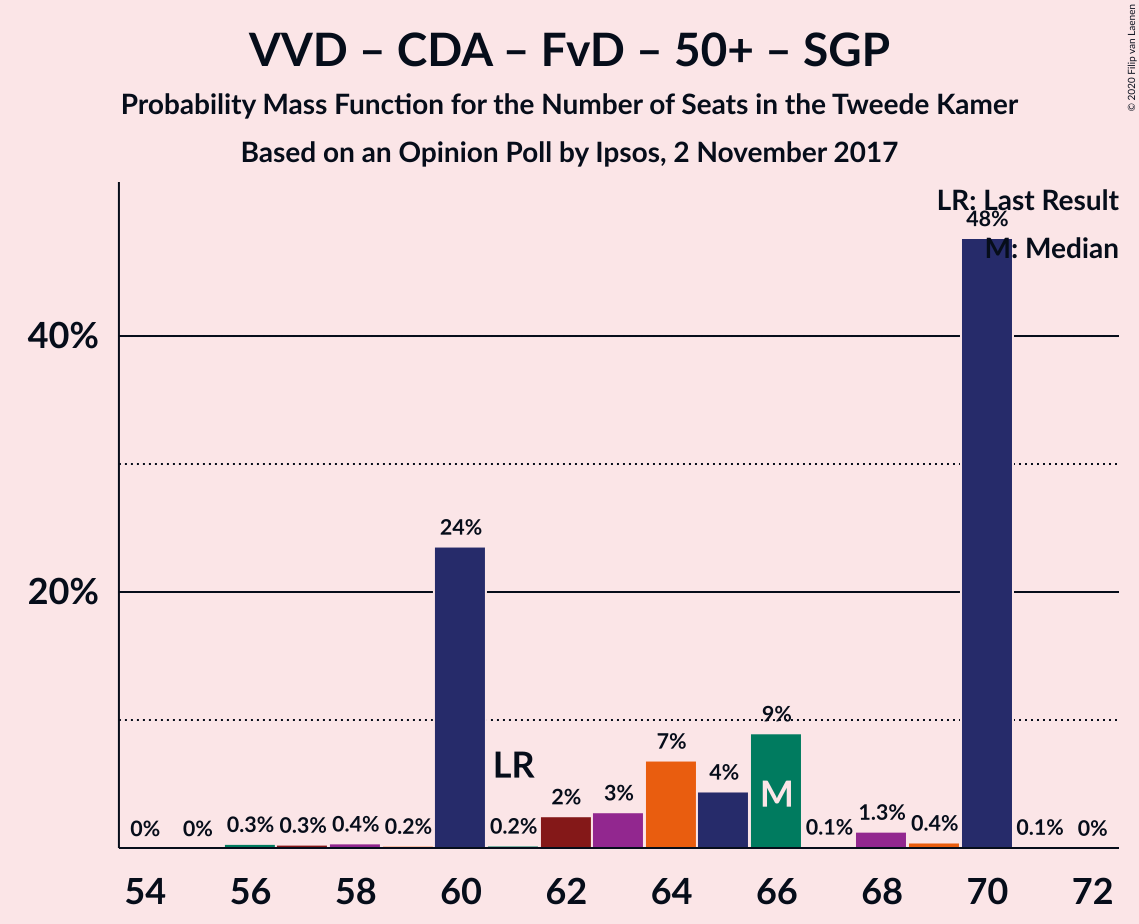 VVD – CDA – FvD – 50+ – SGP
Probability Mass Function for the Number of Seats in the Tweede Kamer
Based on an Opinion Poll by Ipsos, 2 November 2017
© 2020 Filip van Laenen
LR: Last Result
M: Median
48%
40%
24%
20%
9%
7%
4%
LR
M
3%
2%
1.3%
0% 0% 0.3% 0.3% 0.4% 0.2% 0.2% 0.1% 0.4% 0.1% 0%
54 56 58 60 62 64 66 68 70 72